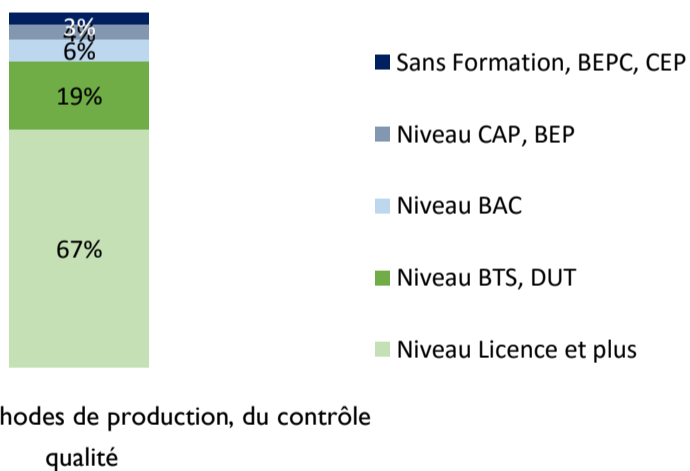 3%
4%
6%
19%
67%
Sans Formation, BEPC, CEP
Niveau CAP, BEP
Niveau BAC
Niveau BTS, DUT
Niveau Licence et plus
hodes de production, du contrôle
qualité